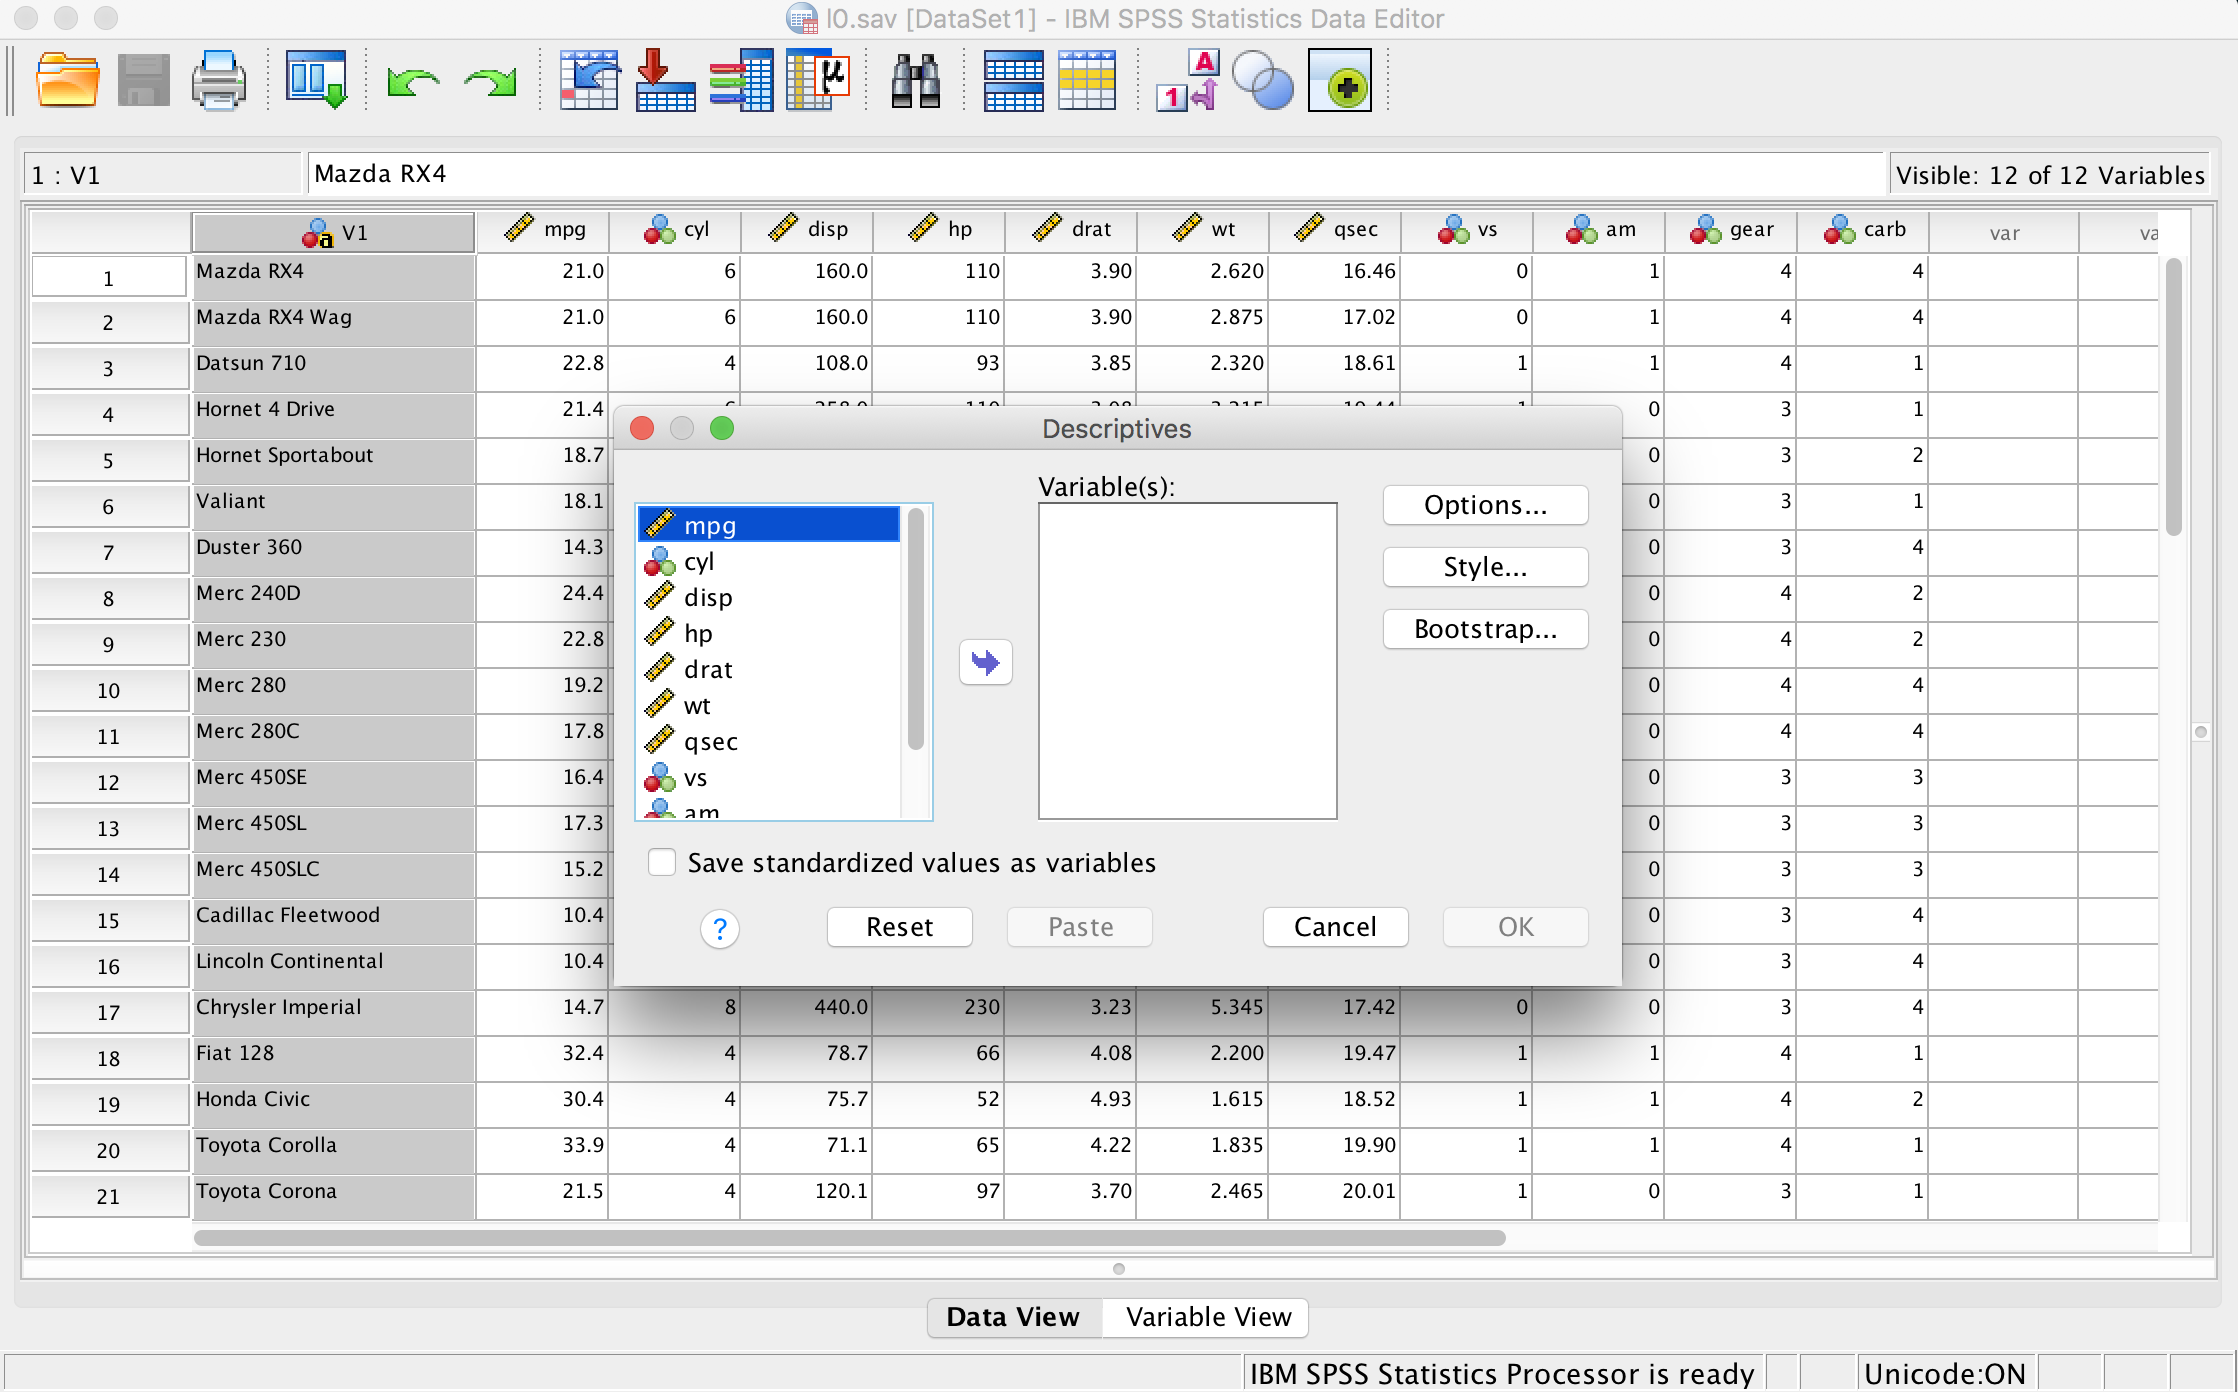 l0.sav [DataSet1] - IBM SPSS Statistics Data Editor
1 : V1 Mazda RX4 Visible: 12 of 12 Variables
V1 mpg cyl disp hp drat wt qsec vs am gear carb var va
1 Mazda RX4 21.0 6 160.0 110 3.90 2.620 16.46 0 1 4 4
2 Mazda RX4 Wag 21.0 6 160.0 110 3.90 2.875 17.02 0 1 4 4
3 Datsun 710 22.8 4 108.0 93 3.85 2.320 18.61 1 1 4 1
4 Hornet 4 Drive 21.4 0 3 1
5 Hornet Sportabout 18.7 0 3 2
6 Valiant 18.1 0 3 1
7 Duster 360 14.3 0 3 4
8 Merc 240D 24.4 0 4 2
9 Merc 230 22.8 0 4 2
10 Merc 280 19.2 0 4 4
11 Merc 280C 17.8 0 4 4
12 Merc 450SE 16.4 0 3 3
13 Merc 450SL 17.3 0 3 3
14 Merc 450SLC 15.2 0 3 3
15 Cadillac Fleetwood 10.4 0 3 4
16 Lincoln Continental 10.4 0 3 4
17 Chrysler Imperial 14.7 8 440.0 230 3.23 5.345 17.42 0 0 3 4
18 Fiat 128 32.4 4 78.7 66 4.08 2.200 19.47 1 1 4 1
19 Honda Civic 30.4 4 75.7 52 4.93 1.615 18.52 1 1 4 2
20 Toyota Corolla 33.9 4 71.1 65 4.22 1.835 19.90 1 1 4 1
21 Toyota Corona 21.5 4 120.1 97 3.70 2.465 20.01 1 0 3 1
Descriptives
Variable(s):
mpg
cyl
disp
hp
drat
wt
qsec
vs
am
Options...
Style...
Bootstrap...
Save standardized values as variables
? Reset Paste Cancel OK
Data View Variable View
IBM SPSS Statistics Processor is ready Unicode:ON